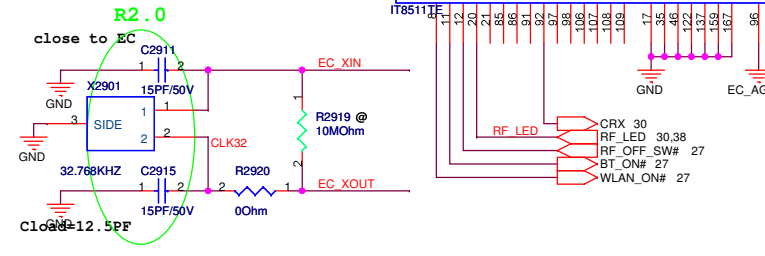 R2.0
close to EC
C2911
1 2
15PF/50V
EC_XIN
GND
X2901
1
3 SIDE
2
GND
CLK32
1
R2919 @
10MOhm
2
32.768KHZ
C2915
1 2
15PF/50V
R2920
2 1
0Ohm
EC_XOUT
GND
Cload=12.5PF
IT8511TE
8
11
12
20
21
85
86
91
92
97
98
106
107
108
109
17
35
46
122
137
159
167
96
GND
EC_AG
CRX 30
RF_LED
RF_LED 30,38
RF_OFF_SW# 27
BT_ON# 27
WLAN_ON# 27